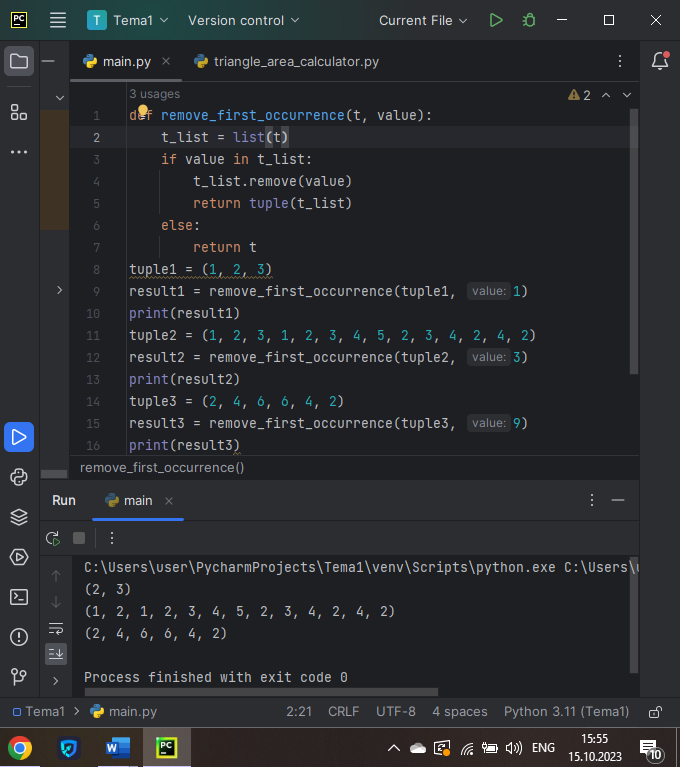 PC
T Tema1 Version control Current File
main.py triangle_area_calculator.py
3 usages 2
1 def remove_first_occurrence(t, value):
2 t_list = list(t)
3 if value in t_list:
4 t_list.remove(value)
5 return tuple(t_list)
6 else:
7 return t
8 tuple1 = (1, 2, 3)
9 result1 = remove_first_occurrence(tuple1, value: 1)
10 print(result1)
11 tuple2 = (1, 2, 3, 1, 2, 3, 4, 5, 2, 3, 4, 2, 4, 2)
12 result2 = remove_first_occurrence(tuple2, value: 3)
13 print(result2)
14 tuple3 = (2, 4, 6, 6, 4, 2)
15 result3 = remove_first_occurrence(tuple3, value: 9)
16 print(result3)
remove_first_occurrence()
Run main
C:\Users\user\PycharmProjects\Tema1\venv\Scripts\python.exe C:\Users\u
(2, 3)
(1, 2, 1, 2, 3, 4, 5, 2, 3, 4, 2, 4, 2)
(2, 4, 6, 6, 4, 2)
Process finished with exit code 0
Tema1 main.py 2:21 CRLF UTF-8 4 spaces Python 3.11 (Tema1)
W PC ENG 15:55
15.10.2023 10